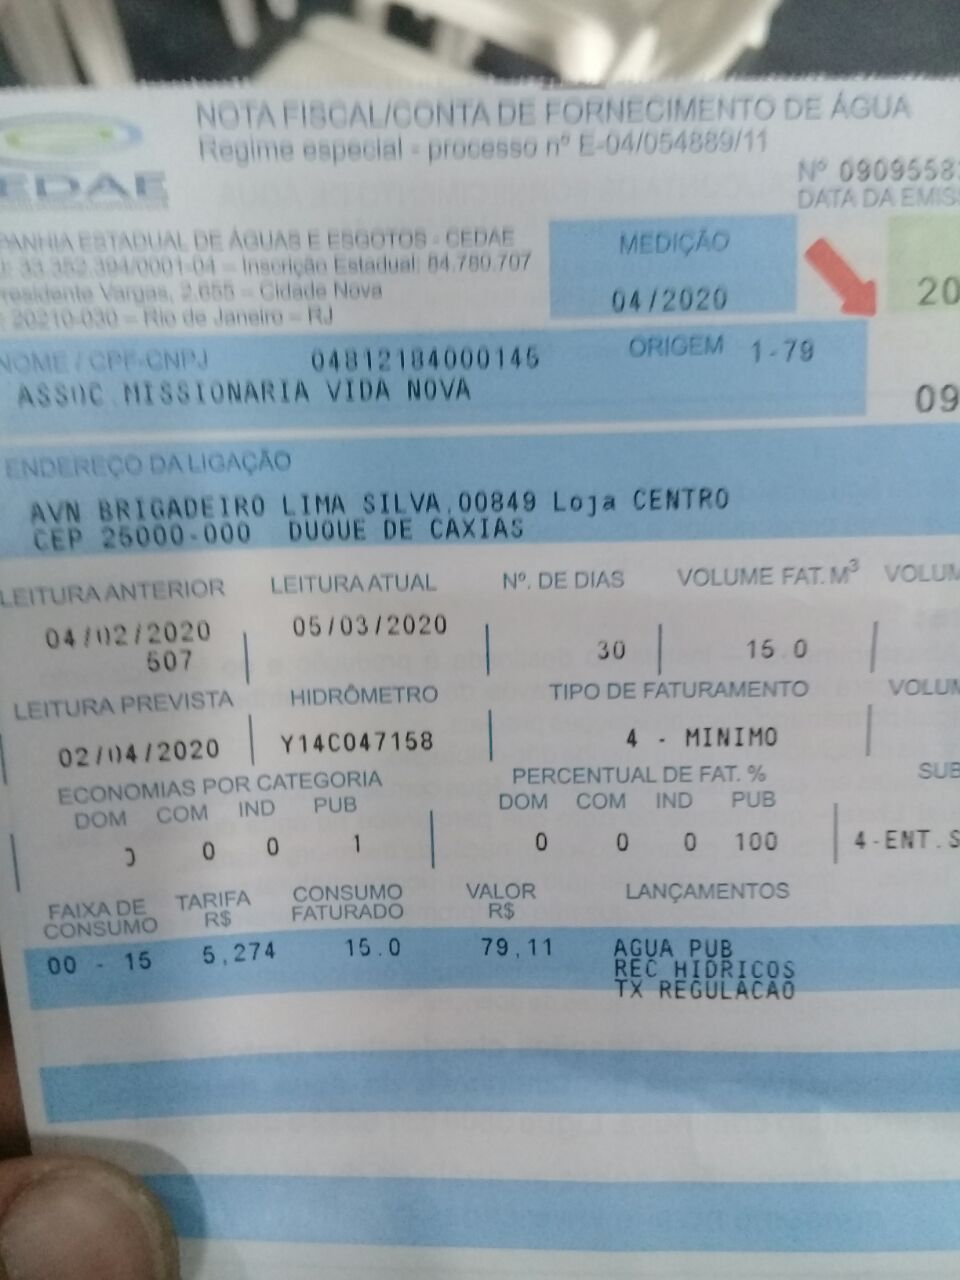 NOTA FISCAL/CONTA DE FORNECIMENTO DE ÁGUA
Regime especial - processo nº E-04/054889/11
EDAE
Nº 0909558
DATA DA EMISS
PANHIA ESTADUAL DE ÁGUAS E ESGOTOS - CEDAE
: 33.352.394/0001-04 – Inscrição Estadual: 84.780.707
residente Vargas, 2.655 – Cidade Nova
: 20210-030 – Rio de Janeiro – RJ
MEDIÇÃO
04/2020
20
NOME / CPF-CNPJ 04812184000146
ASSOC MISSIONARIA VIDA NOVA
ORIGEM 1-79
09
ENDEREÇO DA LIGAÇÃO
AVN BRIGADEIRO LIMA SILVA,00849 Loja CENTRO
CEP 25000-000 DUQUE DE CAXIAS
LEITURA ANTERIOR LEITURA ATUAL Nº. DE DIAS VOLUME FAT. M³ VOLUM
04/02/2020 05/03/2020
507 30 15.0
LEITURA PREVISTA HIDRÔMETRO TIPO DE FATURAMENTO VOLUM
02/04/2020 Y14C047158 4 - MINIMO
ECONOMIAS POR CATEGORIA PERCENTUAL DE FAT. % SUB
DOM COM IND PUB DOM COM IND PUB
0 0 1 0 0 0 100 4-ENT.S
FAIXA DE CONSUMO TARIFA R$ CONSUMO FATURADO VALOR R$ LANÇAMENTOS
00 - 15 5,274 15.0 79,11 AGUA PUB
REC HIDRICOS
TX REGULACAO